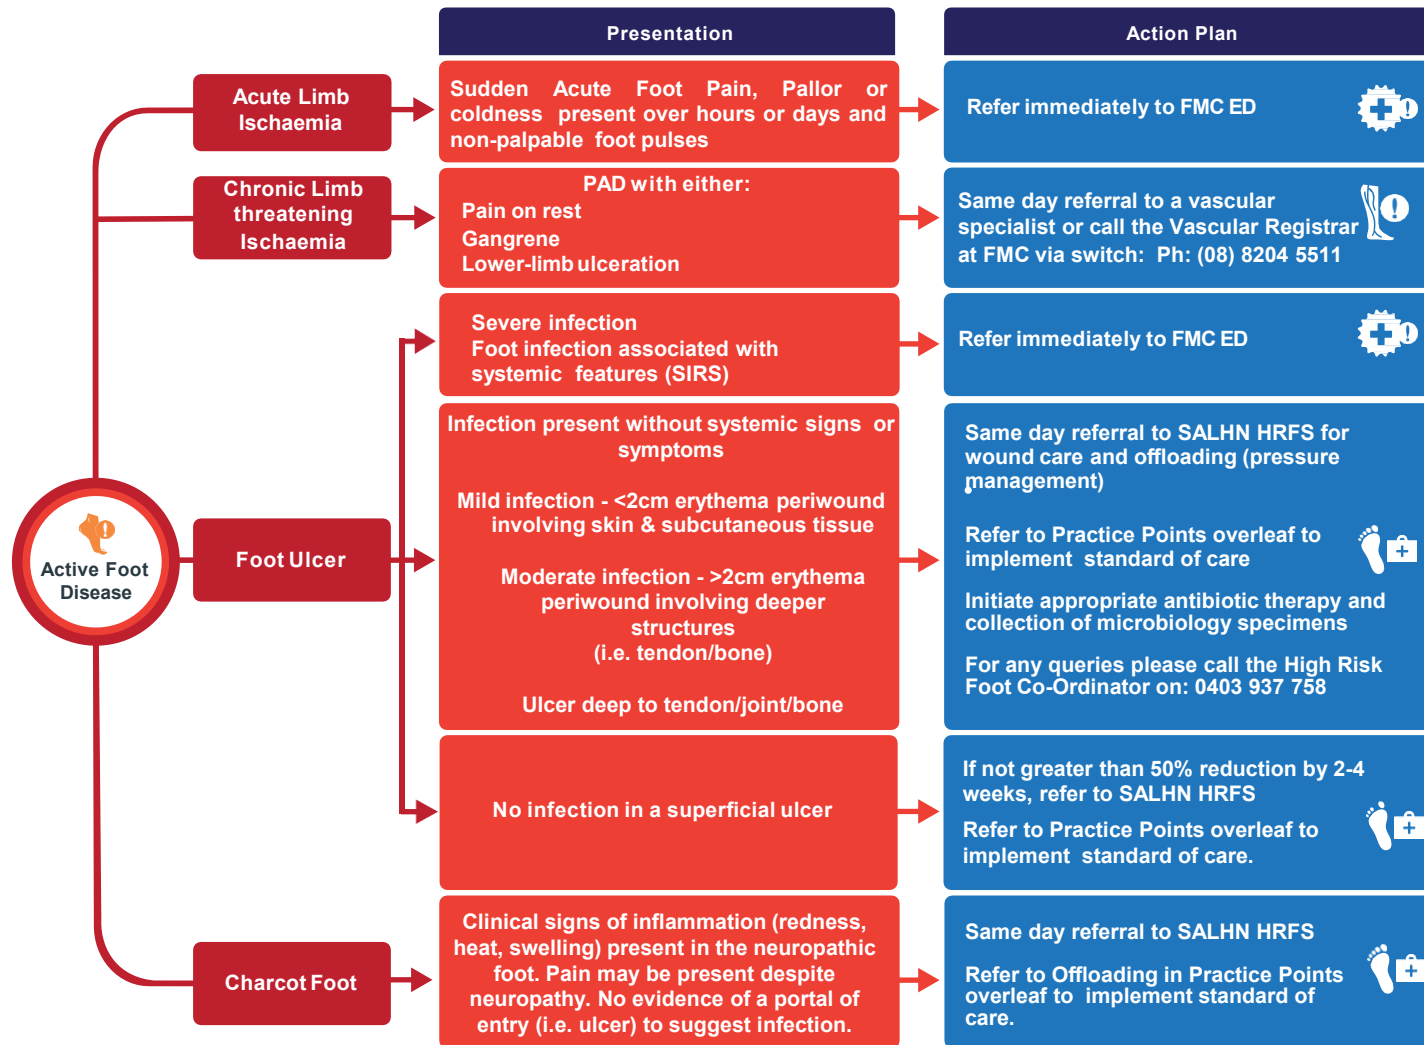 Presentation
Action Plan
Acute Limb
Ischaemia
Sudden Acute Foot Pain, Pallor or
coldness present over hours or days and
non-palpable foot pulses
Refer immediately to FMC ED
Chronic Limb
threatening
Ischaemia
PAD with either:
Pain on rest
Gangrene
Lower-limb ulceration
Same day referral to a vascular
specialist or call the Vascular Registrar
at FMC via switch: Ph: (08) 8204 5511
Active Foot
Disease
Foot Ulcer
Severe infection
Foot infection associated with
systemic features (SIRS)
Refer immediately to FMC ED
Infection present without systemic signs or
symptoms
Mild infection - <2cm erythema periwound
involving skin & subcutaneous tissue
Moderate infection - >2cm erythema
periwound involving deeper
structures
(i.e. tendon/bone)
Ulcer deep to tendon/joint/bone
Same day referral to SALHN HRFS for
wound care and offloading (pressure
management)
Refer to Practice Points overleaf to
implement standard of care
Initiate appropriate antibiotic therapy and
collection of microbiology specimens
For any queries please call the High Risk
Foot Co-Ordinator on: 0403 937 758
No infection in a superficial ulcer
If not greater than 50% reduction by 2-4
weeks, refer to SALHN HRFS
Refer to Practice Points overleaf to
implement standard of care.
Charcot Foot
Clinical signs of inflammation (redness,
heat, swelling) present in the neuropathic
foot. Pain may be present despite
neuropathy. No evidence of a portal of
entry (i.e. ulcer) to suggest infection.
Same day referral to SALHN HRFS
Refer to Offloading in Practice Points
overleaf to implement standard of
care.